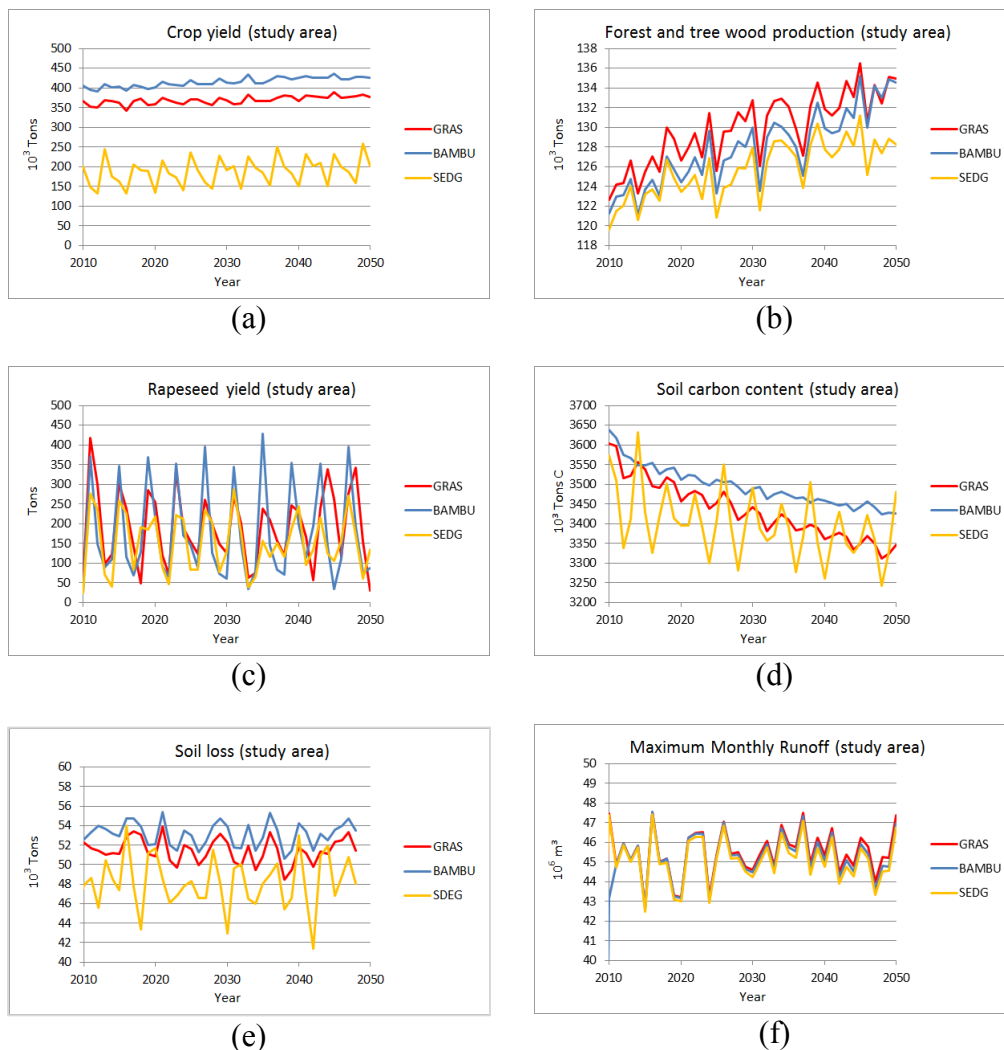 Crop yield (study area)
10³ Tons
500
450
400
350
300
250
200
150
100
50
0
2010 2020 2030 2040 2050
Year
GRAS
BAMBU
SEDG
(a)
Forest and tree wood production (study area)
10³ Tons
138
136
134
132
130
128
126
124
122
120
118
2010 2020 2030 2040 2050
Year
GRAS
BAMBU
SEDG
(b)
Rapeseed yield (study area)
Tons
500
450
400
350
300
250
200
150
100
50
0
2010 2020 2030 2040 2050
Year
GRAS
BAMBU
SEDG
(c)
Soil carbon content (study area)
10³ Tons C
3700
3650
3600
3550
3500
3450
3400
3350
3300
3250
3200
2010 2020 2030 2040 2050
Year
GRAS
BAMBU
SEDG
(d)
Soil loss (study area)
10³ Tons
60
58
56
54
52
50
48
46
44
42
40
2010 2020 2030 2040 2050
Year
GRAS
BAMBU
SDEG
(e)
Maximum Monthly Runoff (study area)
10⁶ m³
50
49
48
47
46
45
44
43
42
41
40
2010 2020 2030 2040 2050
Year
GRAS
BAMBU
SEDG
(f)